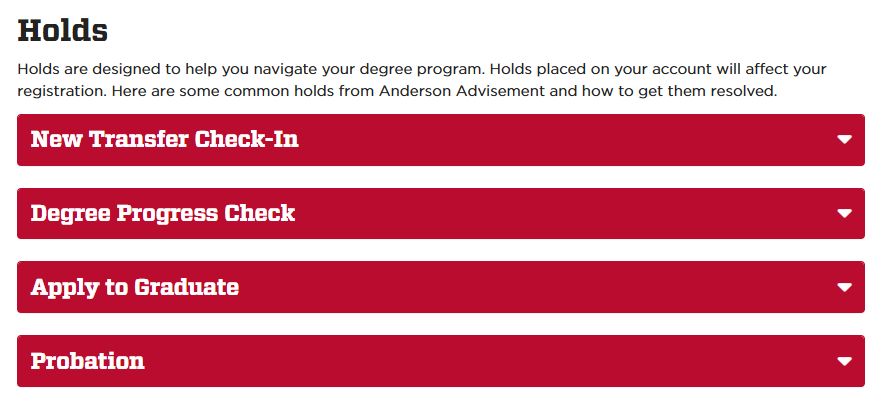 Holds
Holds are designed to help you navigate your degree program. Holds placed on your account will affect your
registration. Here are some common holds from Anderson Advisement and how to get them resolved.
New Transfer Check-In
Degree Progress Check
Apply to Graduate
Probation